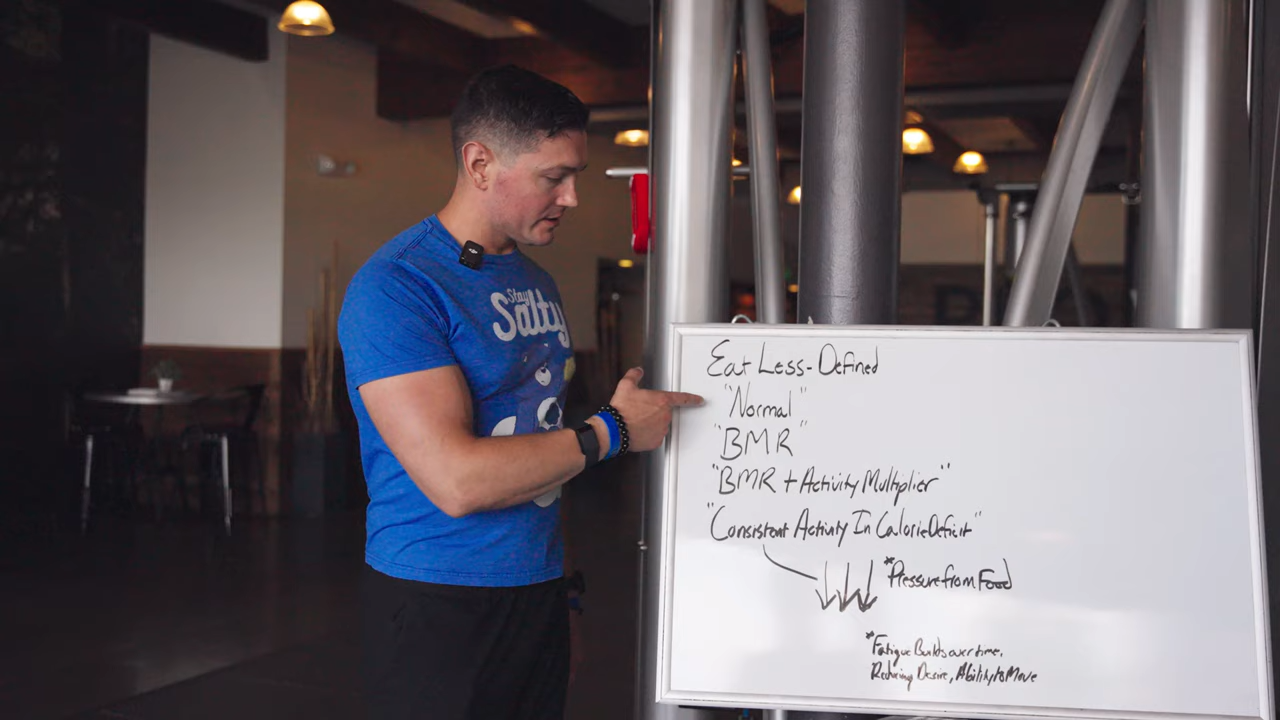 Stay
Salty
Eat Less-Defined
"Normal"
"BMR"
"BMR + Activity Multiplier"
"Consistent Activity In Calorie Deficit"
*Pressure from Food
*Fatigue Builds over time,
Reducing Desire, Ability to Move